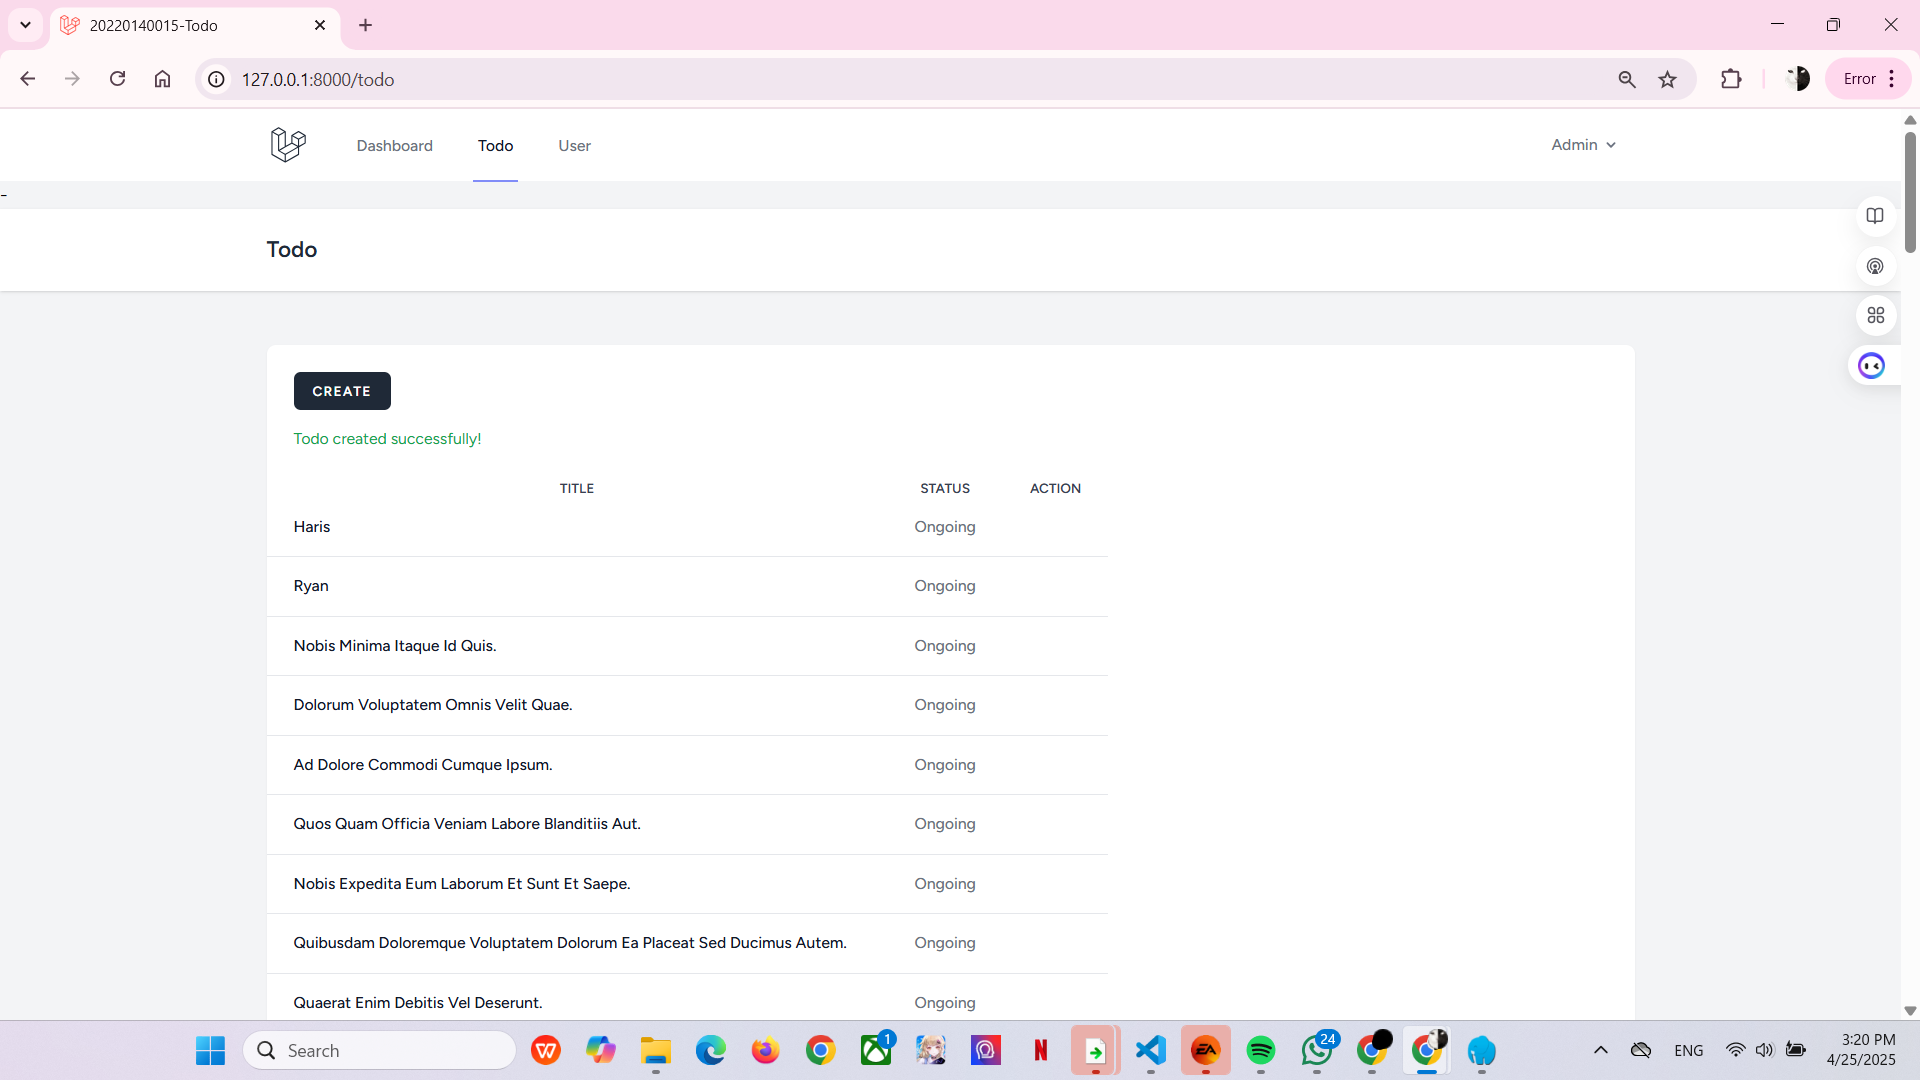 20220140015-Todo
127.0.0.1:8000/todo
Error
Dashboard Todo User Admin
-
Todo
CREATE
Todo created successfully!
TITLE STATUS ACTION
Haris Ongoing
Ryan Ongoing
Nobis Minima Itaque Id Quis. Ongoing
Dolorum Voluptatem Omnis Velit Quae. Ongoing
Ad Dolore Commodi Cumque Ipsum. Ongoing
Quos Quam Officia Veniam Labore Blanditiis Aut. Ongoing
Nobis Expedita Eum Laborum Et Sunt Et Saepe. Ongoing
Quibusdam Doloremque Voluptatem Dolorum Ea Placeat Sed Ducimus Autem. Ongoing
Quaerat Enim Debitis Vel Deserunt. Ongoing
Search
W
1
N
EA
24
ENG
3:20 PM
4/25/2025